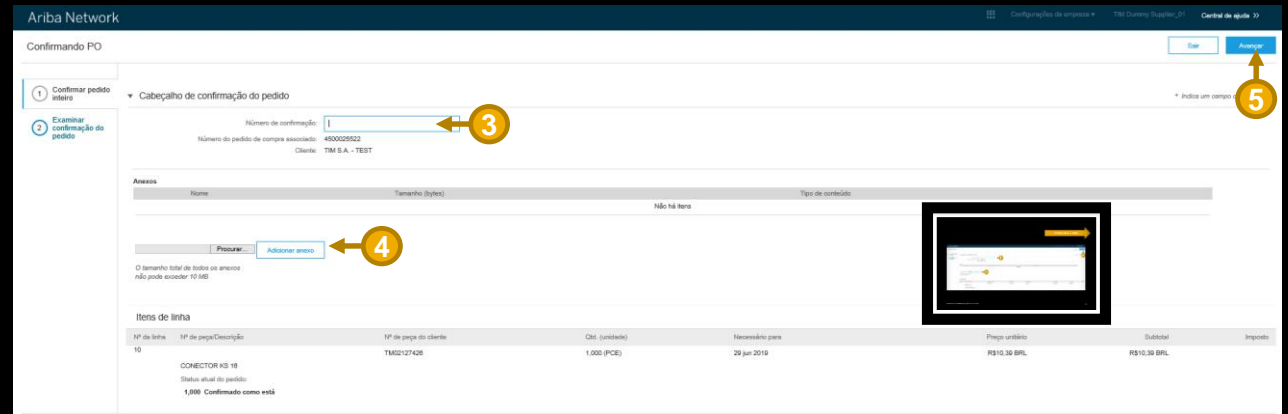 Ariba Network
Configurações da empresa ▾ TIM Dummy Supplier_01 Central de ajuda >>
Confirmando PO
Sair Avançar
5
1 Confirmar pedido
inteiro
2 Examinar
confirmação do
pedido
▾ Cabeçalho de confirmação do pedido
* Indica um campo
Número de confirmação:
3
Número do pedido de compra associado: 4500025522
Cliente: TIM S.A. - TEST
Anexos
Nome Tamanho (bytes) Tipo de conteúdo
Não há itens
Procurar... Adicionar anexo
4
O tamanho total de todos os anexos
não pode exceder 10 MB
Itens de linha
Nº de linha Nº de peça/Descrição Nº de peça do cliente Qtd. (unidade) Necessário para Preço unitário Subtotal Imposto
10 TM02127426 1,000 (PCE) 29 jun 2019 R$10,39 BRL R$10,39 BRL
CONECTOR KS 16
Status atual do pedido:
1,000 Confirmado como está